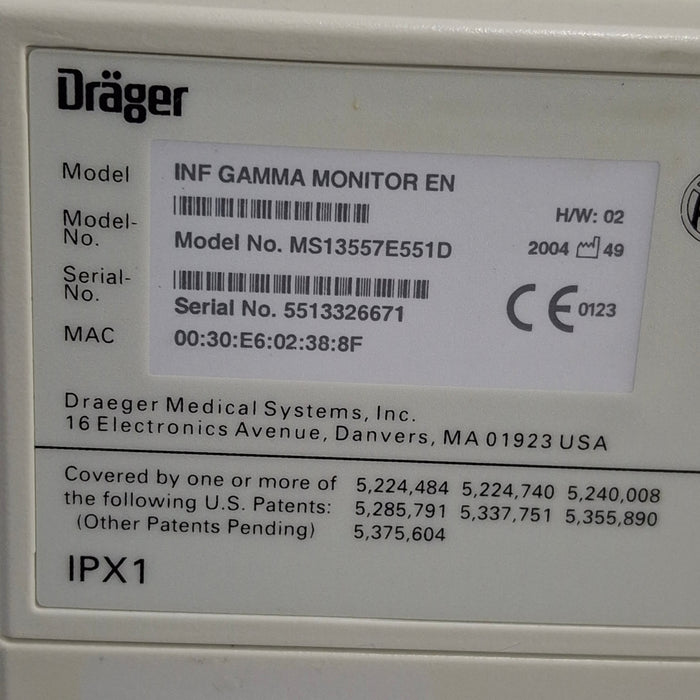 Dräger
Model INF GAMMA MONITOR EN
H/W: 02
Model-No. Model No. MS13557E551D
2004 49
Serial-No. Serial No. 5513326671
CE 0123
MAC 00:30:E6:02:38:8F
Draeger Medical Systems, Inc.
16 Electronics Avenue, Danvers, MA 01923 USA
Covered by one or more of 5,224,484 5,224,740 5,240,008
the following U.S. Patents: 5,285,791 5,337,751 5,355,890
(Other Patents Pending) 5,375,604
IPX1